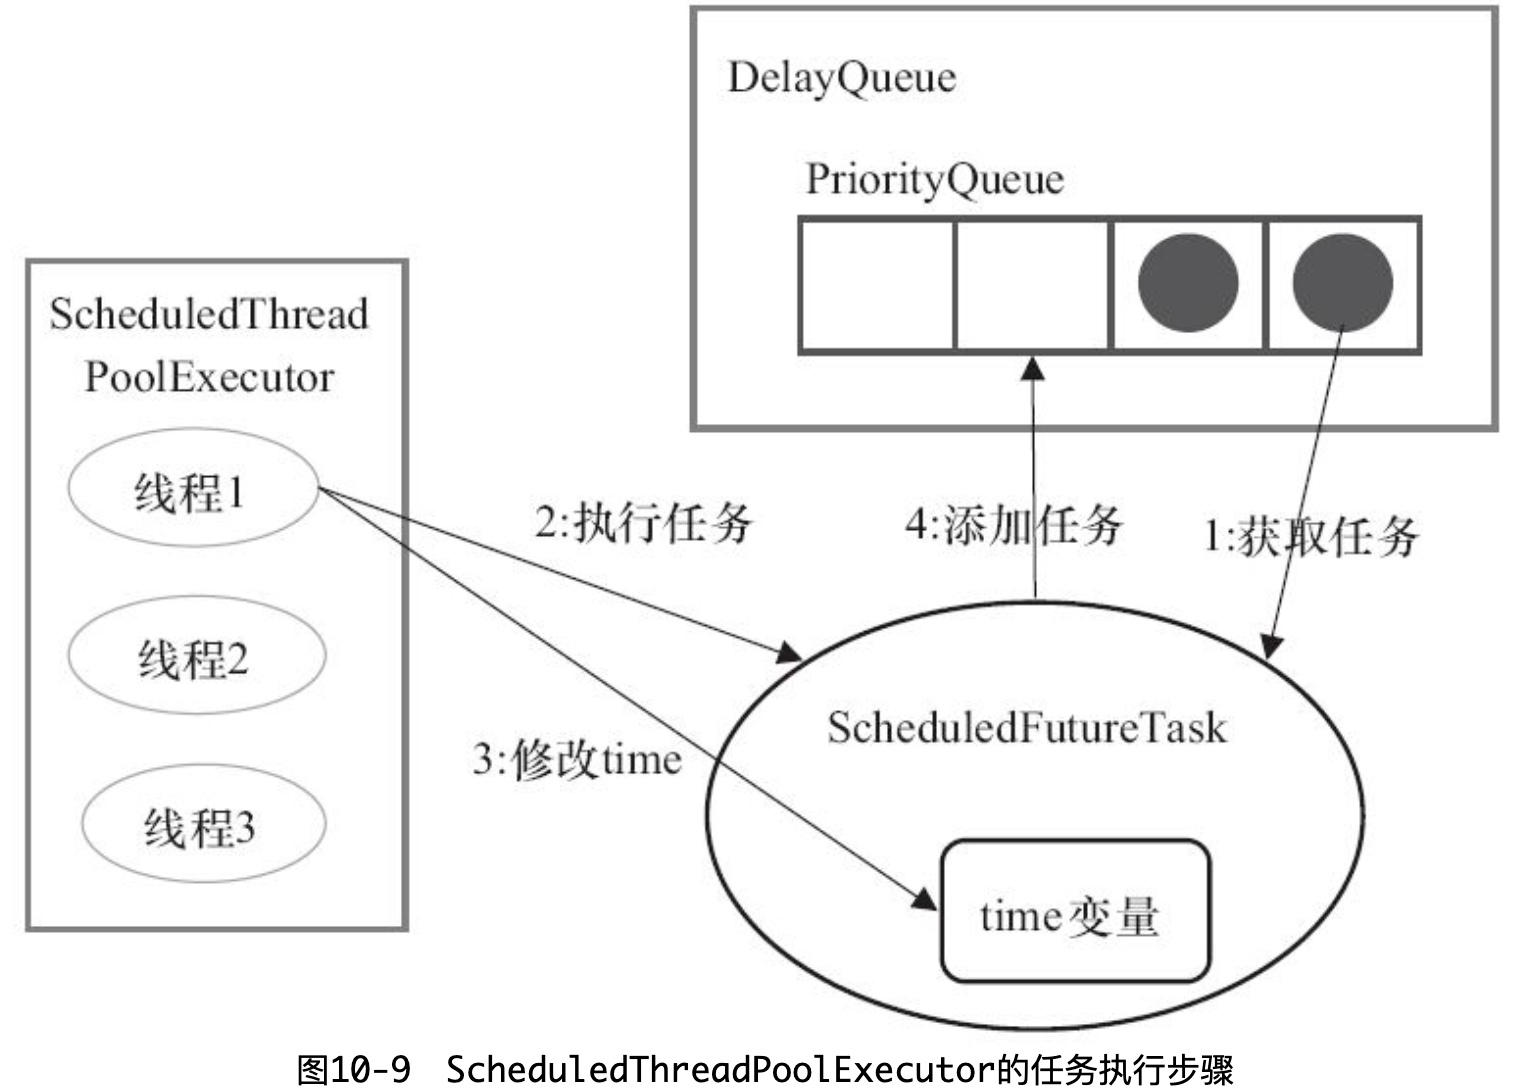 DelayQueue
PriorityQueue
ScheduledThread
PoolExecutor
线程1
线程2
线程3
2:执行任务
4:添加任务
1:获取任务
3:修改time
ScheduledFutureTask
time变量
图10-9 ScheduledThreadPoolExecutor的任务执行步骤